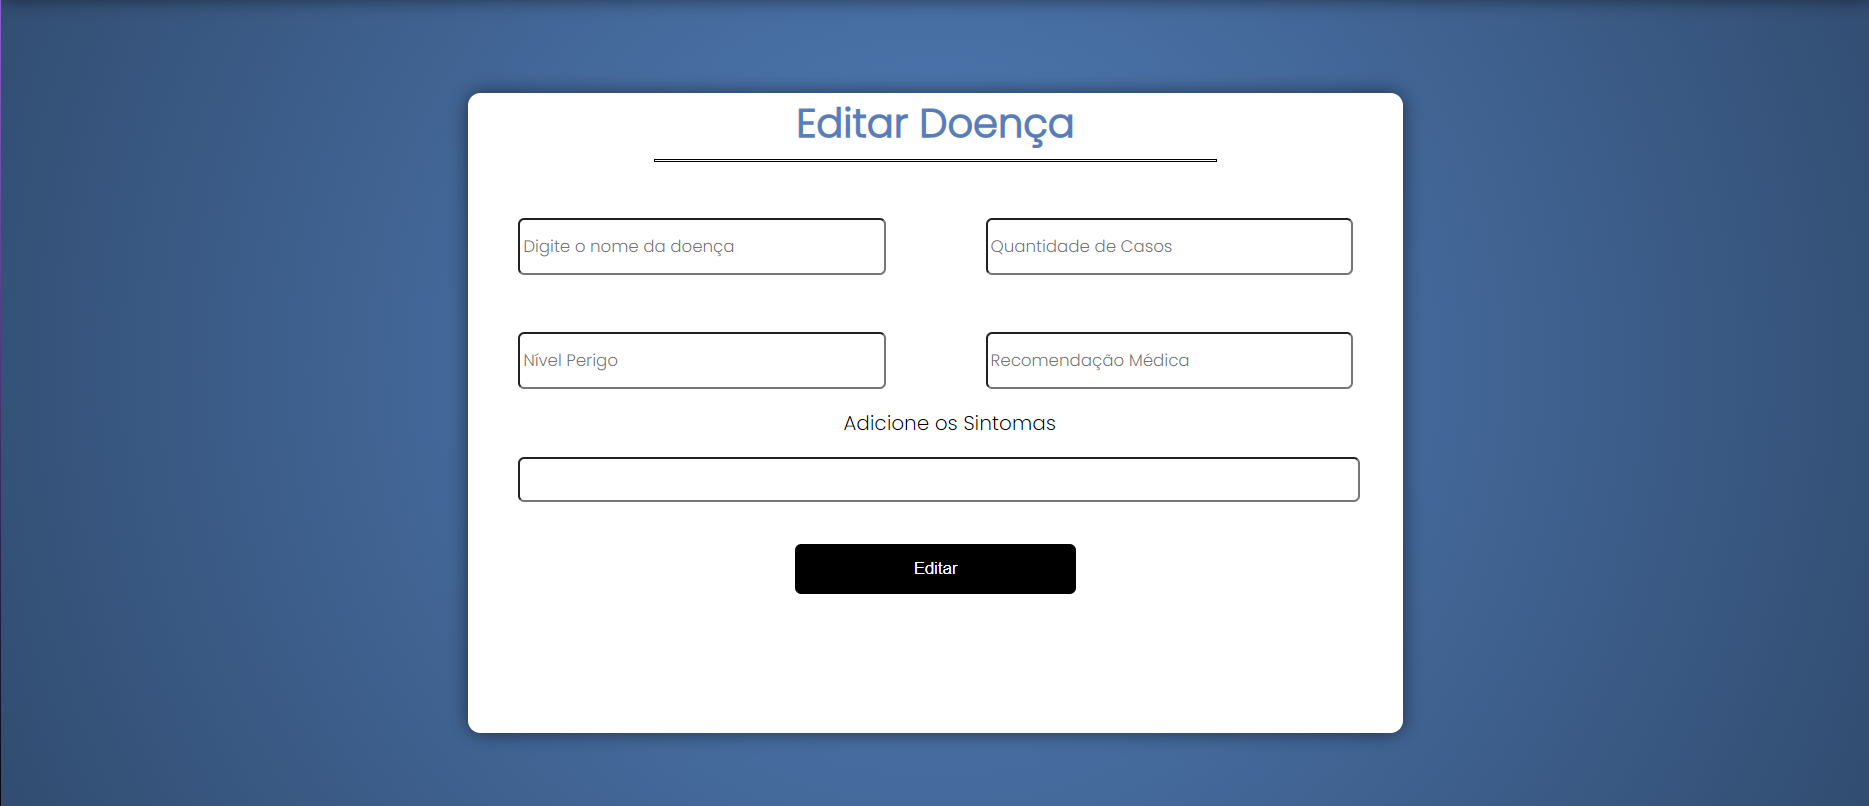 Editar Doença
Digite o nome da doença
Quantidade de Casos
Nível Perigo
Recomendação Médica
Adicione os Sintomas
Editar